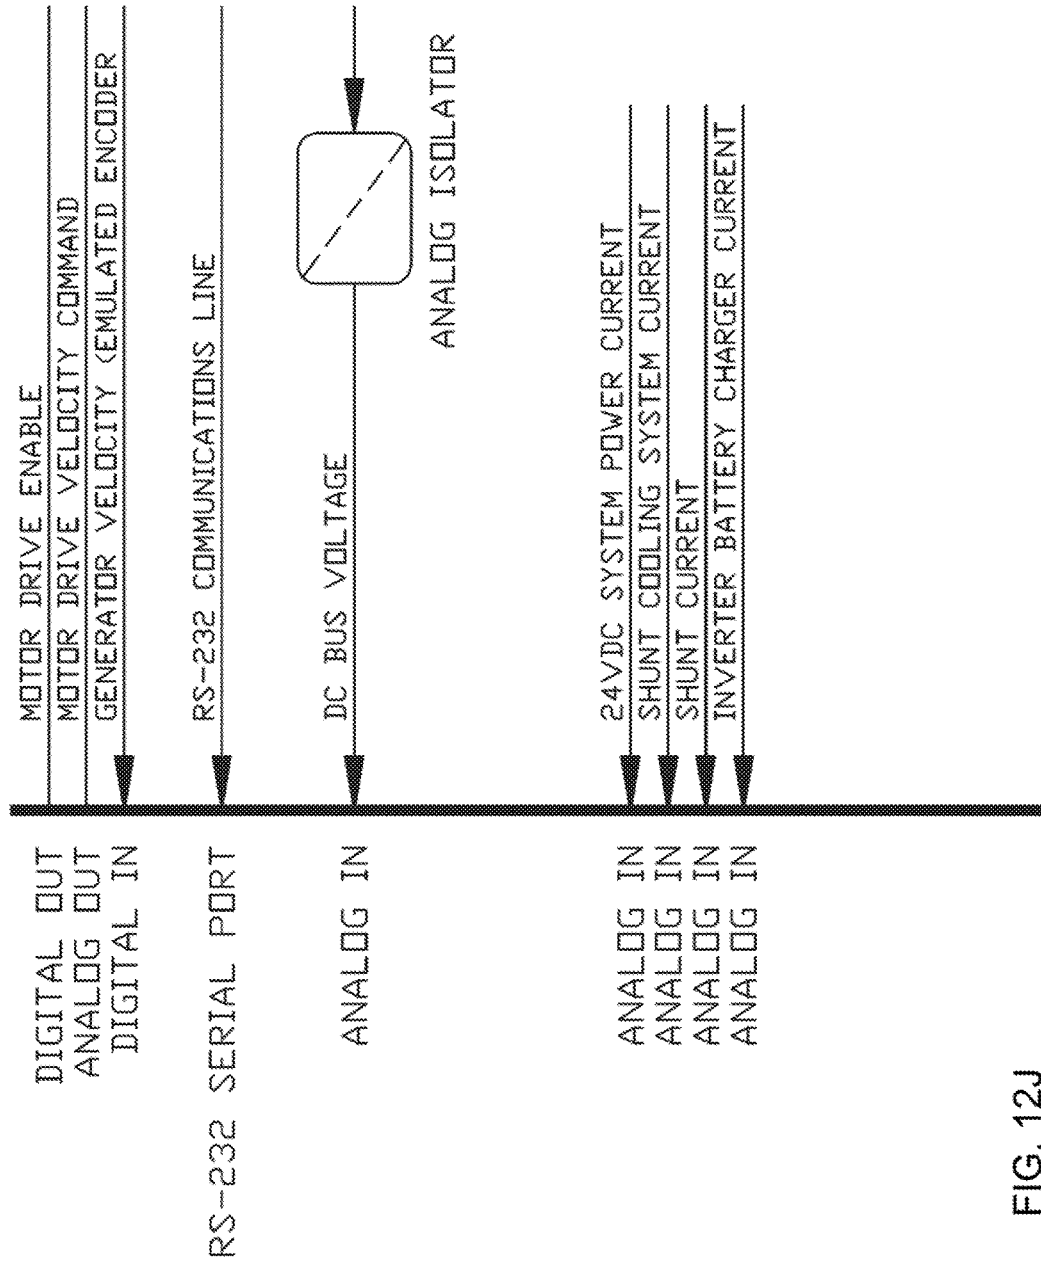 DIGITAL OUT
MOTOR DRIVE ENABLE
ANALOG OUT
MOTOR DRIVE VELOCITY COMMAND
DIGITAL IN
GENERATOR VELOCITY (EMULATED ENCODER
RS-232 SERIAL PORT
RS-232 COMMUNICATIONS LINE
ANALOG IN
DC BUS VOLTAGE
ANALOG ISOLATOR
ANALOG IN
24VDC SYSTEM POWER CURRENT
ANALOG IN
SHUNT COOLING SYSTEM CURRENT
ANALOG IN
SHUNT CURRENT
ANALOG IN
INVERTER BATTERY CHARGER CURRENT
FIG. 12J